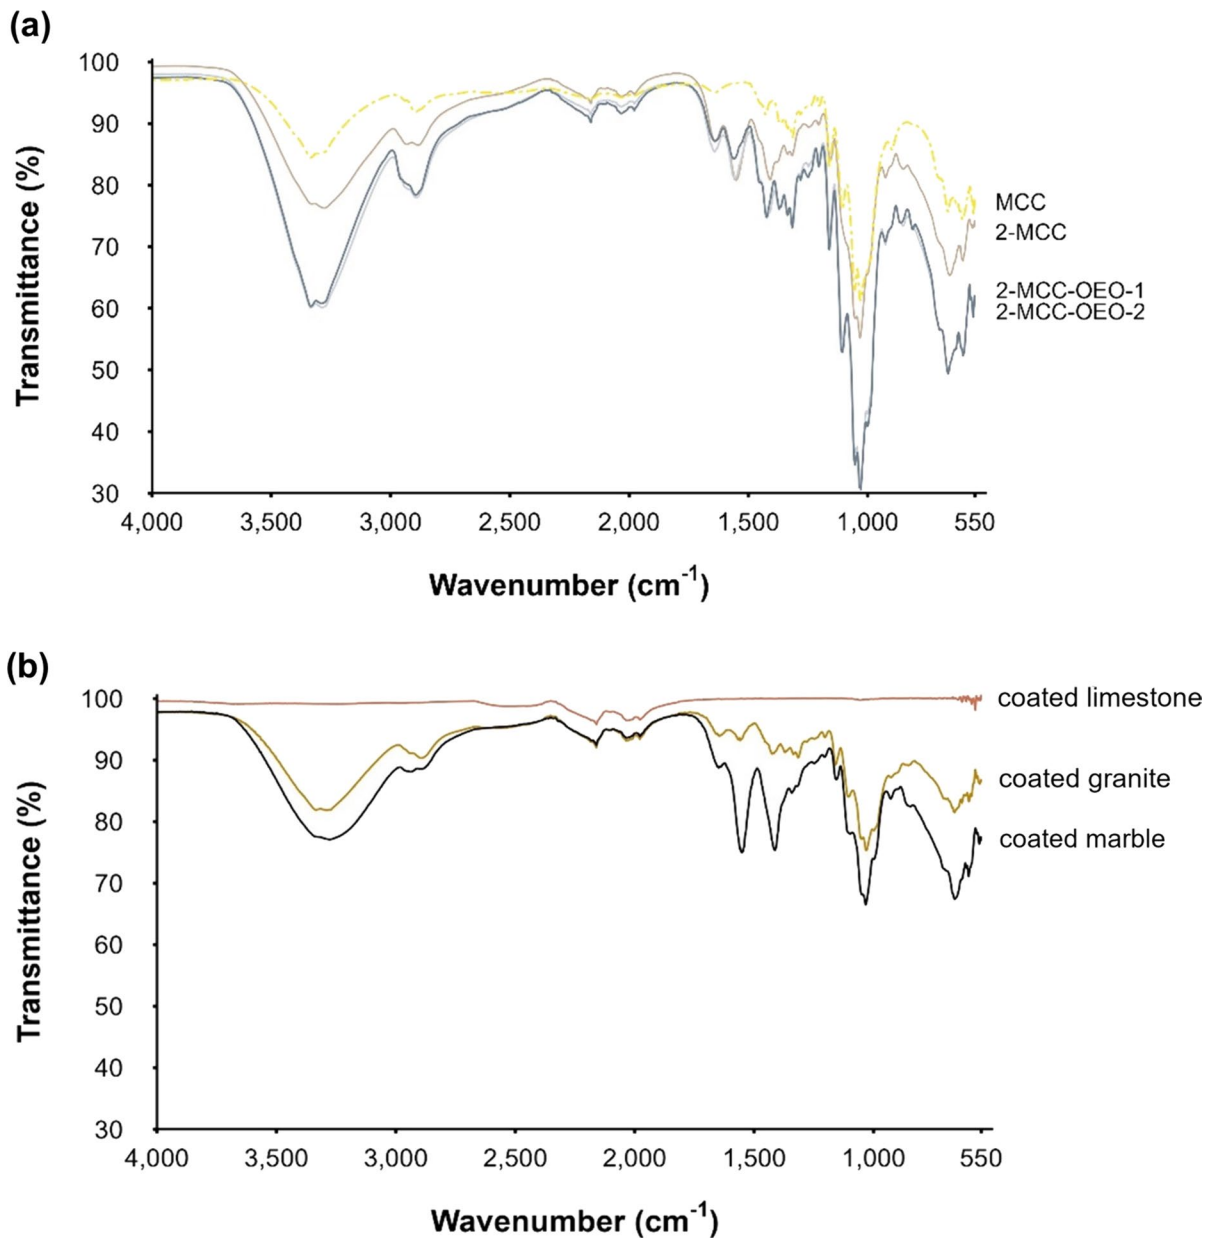 (a)
100
90
80
70
60
50
40
30
Transmittance (%)
MCC
2-MCC
2-MCC-OEO-1
2-MCC-OEO-2
4,000 3,500 3,000 2,500 2,000 1,500 1,000 550
Wavenumber (cm-1)
(b)
100
90
80
70
60
50
40
30
Transmittance (%)
coated limestone
coated granite
coated marble
4,000 3,500 3,000 2,500 2,000 1,500 1,000 550
Wavenumber (cm-1)